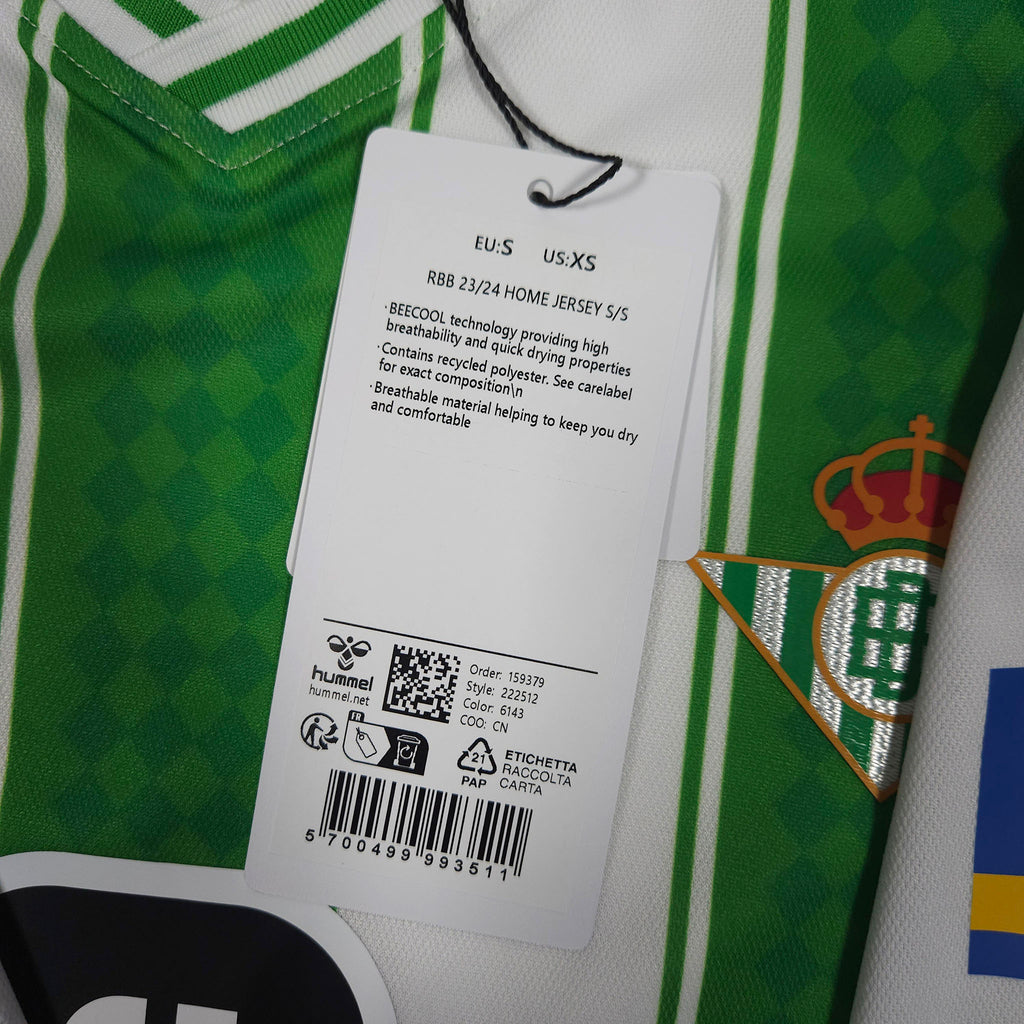 EU:S US:XS
RBB 23/24 HOME JERSEY S/S
·BEECOOL technology providing high
breathability and quick drying properties
·Contains recycled polyester. See carelabel
for exact composition\n
·Breathable material helping to keep you dry
and comfortable
hummel
hummel.net
Order: 159379
Style: 222512
Color: 6143
COO: CN
FR
21
PAP
ETICHETTA
RACCOLTA
CARTA
5 700499 993511